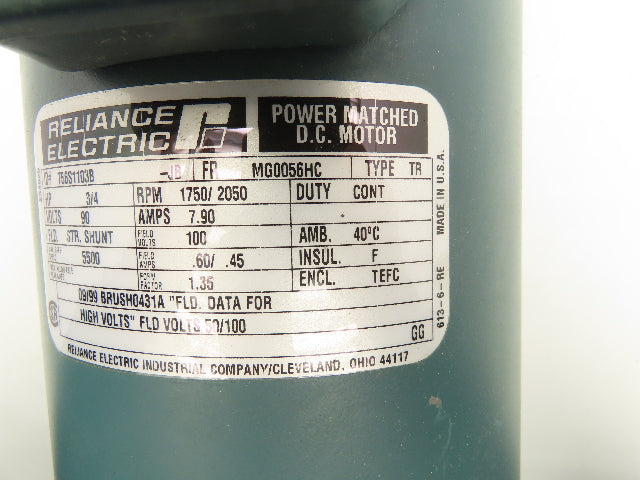 RELIANCE
ELECTRIC
POWER MATCHED
D.C. MOTOR
D# T56S1103B -JB FR MG0056HC TYPE TR
HP 3/4 RPM 1750/2050 DUTY CONT
VOLTS 90 AMPS 7.90
FLD. STR. SHUNT FIELD VOLTS 100 AMB. 40°C
5500 FIELD AMPS .60/ .45 INSUL. F
FORM FACTOR 1.35 ENCL. TEFC
09/99 BRUSH0431A "FLD. DATA FOR
HIGH VOLTS" FLD VOLTS 50/100
GG
RELIANCE ELECTRIC INDUSTRIAL COMPANY/CLEVELAND, OHIO 44117
613-6-RE MADE IN U.S.A.